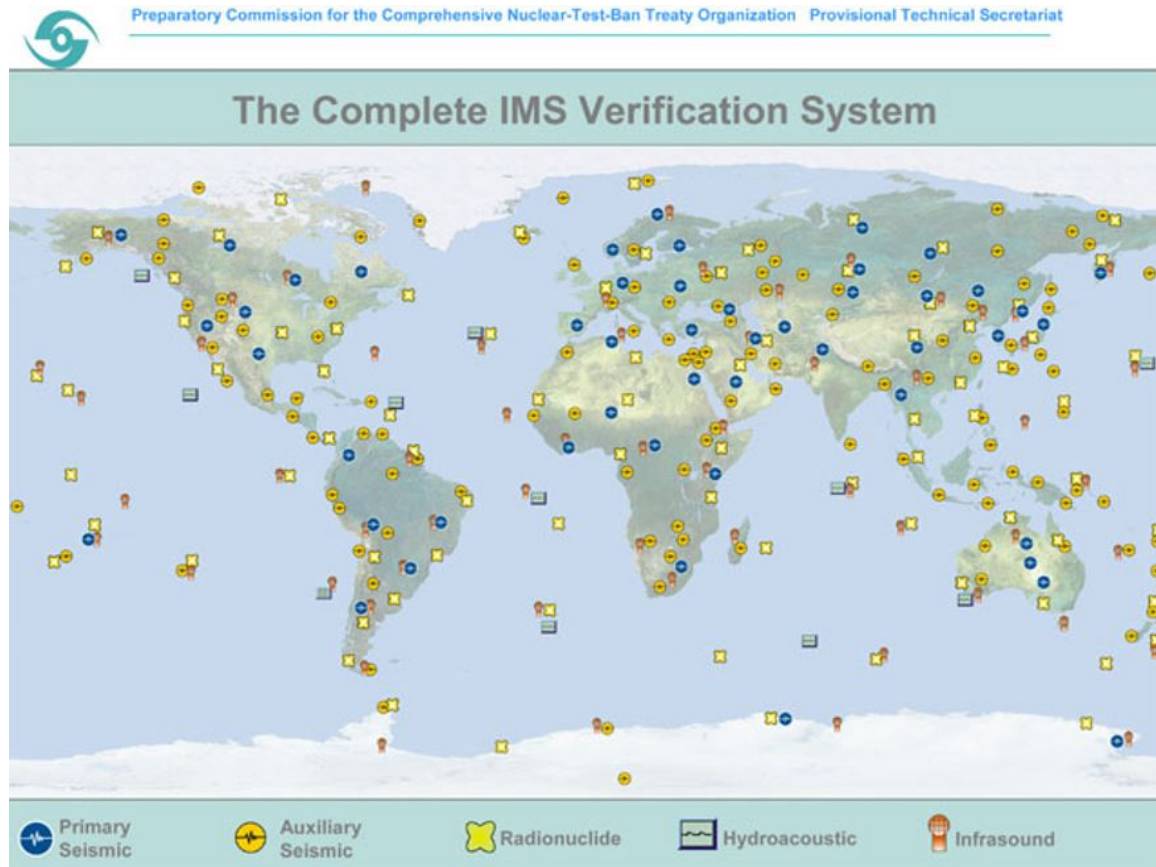 Preparatory Commission for the Comprehensive Nuclear-Test-Ban Treaty Organization Provisional Technical Secretariat
The Complete IMS Verification System
Primary
Seismic
Auxiliary
Seismic
Radionuclide
Hydroacoustic
Infrasound